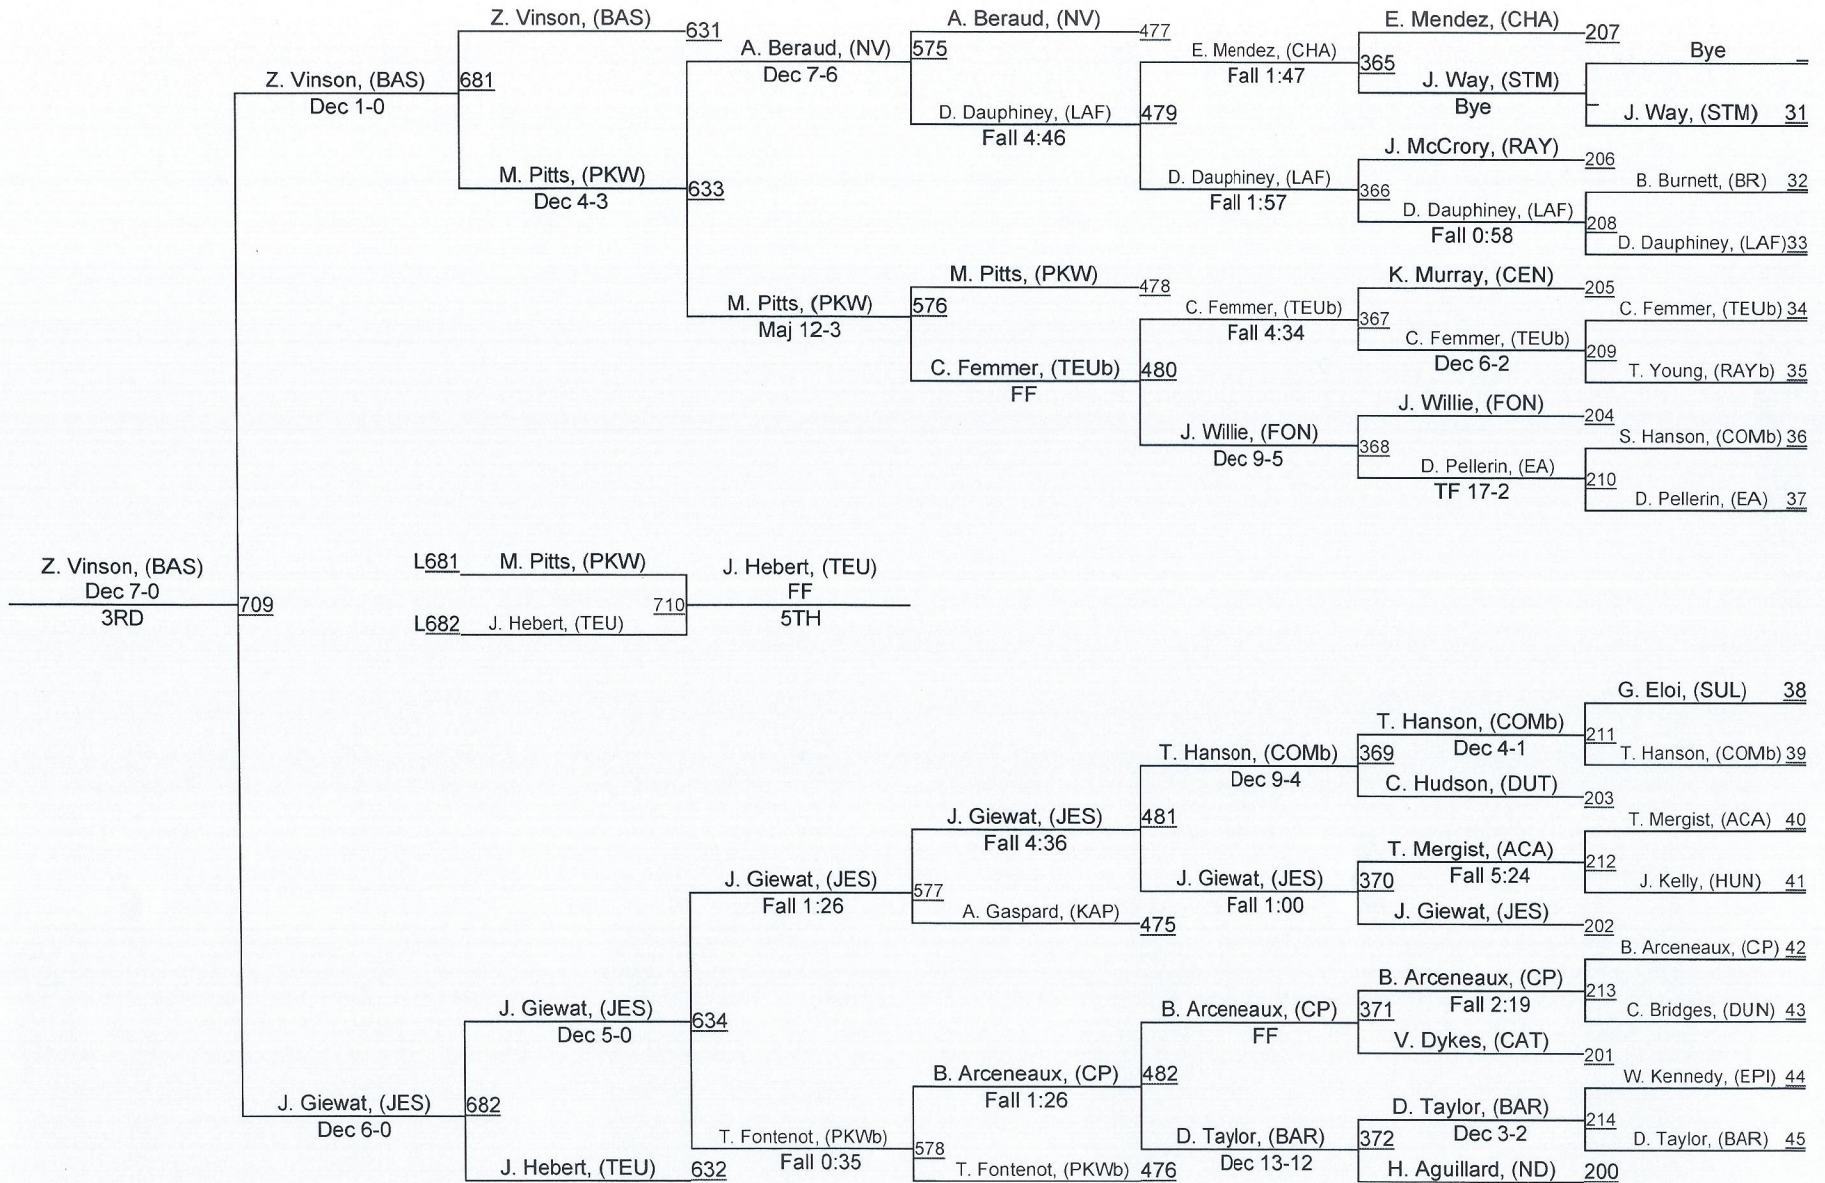 Z. Vinson, (BAS)
631
A. Beraud, (NV)
477
E. Mendez, (CHA)
207
Bye
A. Beraud, (NV)
575
Dec 7-6
E. Mendez, (CHA)
365
Fall 1:47
Z. Vinson, (BAS)
681
Dec 1-0
J. Way, (STM)
Bye
D. Dauphiney, (LAF)
479
Fall 4:46
J. Way, (STM) 31
J. McCrory, (RAY)
206
M. Pitts, (PKW)
633
Dec 4-3
D. Dauphiney, (LAF)
366
Fall 1:57
B. Burnett, (BR) 32
D. Dauphiney, (LAF)
208
Fall 0:58
D. Dauphiney, (LAF)33
M. Pitts, (PKW)
478
K. Murray, (CEN)
205
M. Pitts, (PKW)
576
Maj 12-3
C. Femmer, (TEUb)
367
Fall 4:34
C. Femmer, (TEUb) 34
C. Femmer, (TEUb)
209
Dec 6-2
C. Femmer, (TEUb)
480
FF
T. Young, (RAYb) 35
J. Willie, (FON)
204
J. Willie, (FON)
368
Dec 9-5
S. Hanson, (COMb) 36
D. Pellerin, (EA)
210
TF 17-2
D. Pellerin, (EA) 37
Z. Vinson, (BAS)
Dec 7-0
709
3RD
L681 M. Pitts, (PKW)
J. Hebert, (TEU)
FF
710
5TH
L682 J. Hebert, (TEU)
G. Eloi, (SUL) 38
T. Hanson, (COMb)
211
Dec 4-1
T. Hanson, (COMb)
369
Dec 9-4
T. Hanson, (COMb) 39
C. Hudson, (DUT)
203
J. Giewat, (JES)
481
Fall 4:36
T. Mergist, (ACA) 40
T. Mergist, (ACA)
212
Fall 5:24
J. Giewat, (JES)
577
Fall 1:26
J. Giewat, (JES)
370
Fall 1:00
J. Kelly, (HUN) 41
A. Gaspard, (KAP)
475
J. Giewat, (JES)
202
B. Arceneaux, (CP) 42
B. Arceneaux, (CP)
213
Fall 2:19
J. Giewat, (JES)
634
Dec 5-0
B. Arceneaux, (CP)
371
FF
C. Bridges, (DUN) 43
V. Dykes, (CAT)
201
B. Arceneaux, (CP)
482
Fall 1:26
W. Kennedy, (EPI) 44
J. Giewat, (JES)
682
Dec 6-0
D. Taylor, (BAR)
214
Dec 3-2
T. Fontenot, (PKWb)
578
Fall 0:35
D. Taylor, (BAR)
372
Dec 13-12
D. Taylor, (BAR) 45
J. Hebert, (TEU)
632
T. Fontenot, (PKWb) 476
H. Aguillard, (ND)
200